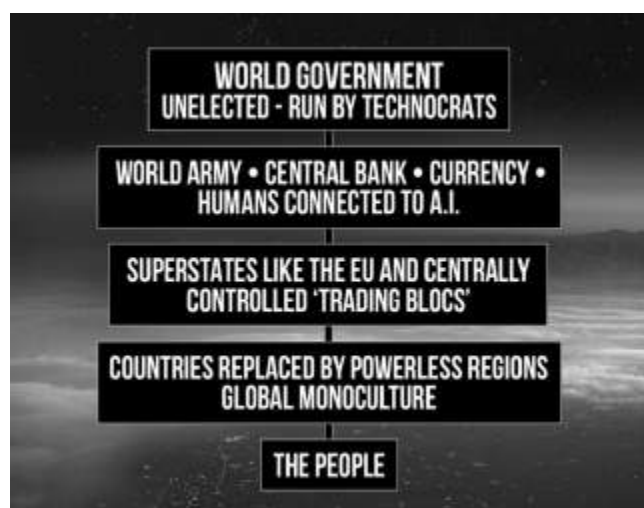 WORLD GOVERNMENT
UNELECTED - RUN BY TECHNOCRATS
WORLD ARMY • CENTRAL BANK • CURRENCY •
HUMANS CONNECTED TO A.I.
SUPERSTATES LIKE THE EU AND CENTRALLY
CONTROLLED ‘TRADING BLOCS’
COUNTRIES REPLACED BY POWERLESS REGIONS
GLOBAL MONOCULTURE
THE PEOPLE